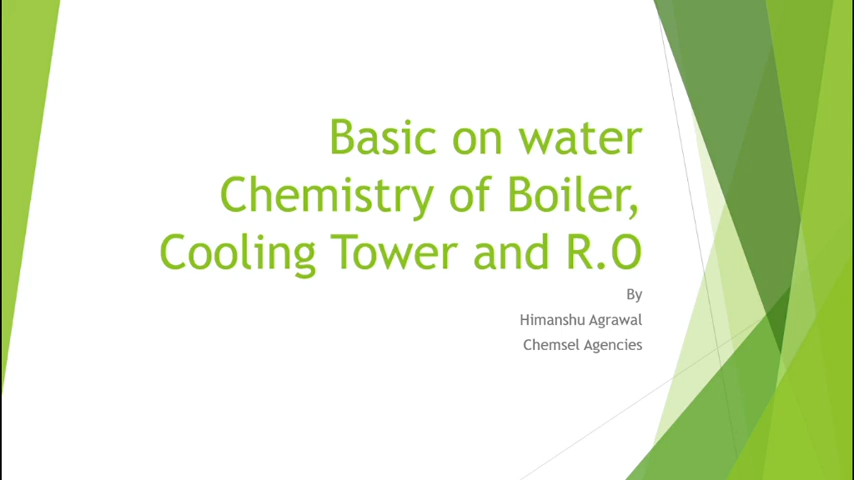 Basic on water
Chemistry of Boiler,
Cooling Tower and R.O
By
Himanshu Agrawal
Chemsel Agencies